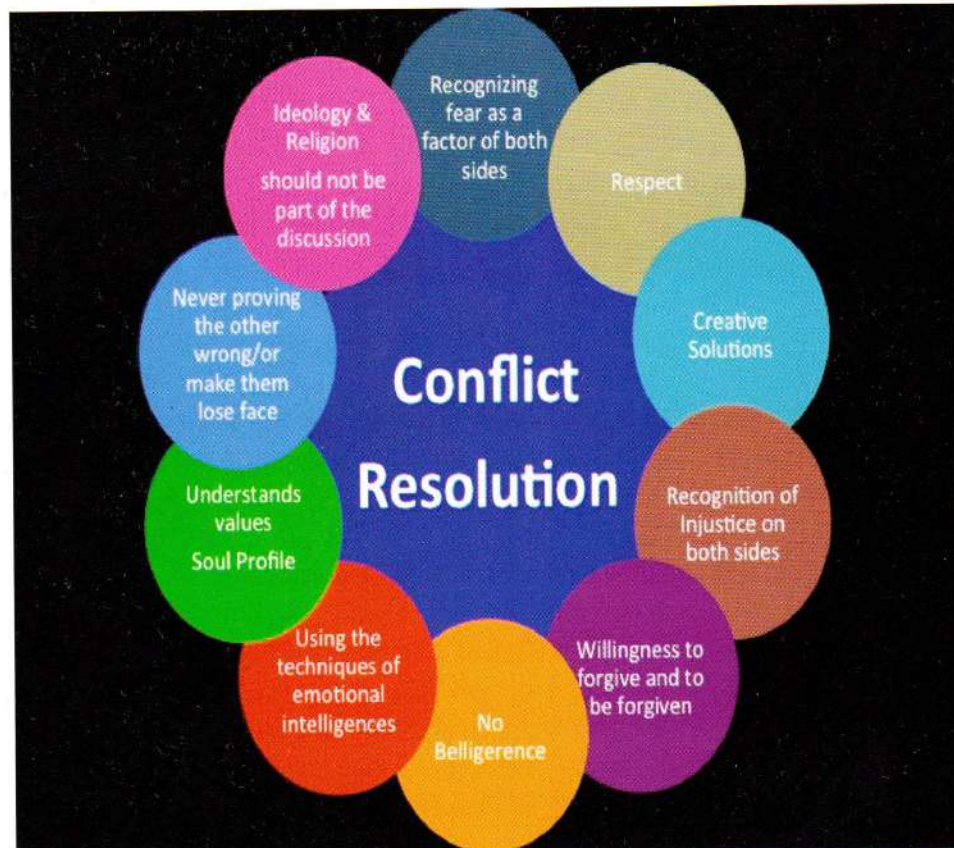 Conflict
Resolution
Recognizing
fear as a
factor of both
sides
Respect
Creative
Solutions
Recognition of
Injustice on
both sides
Willingness to
forgive and to
be forgiven
No
Belligerence
Using the
techniques of
emotional
intelligences
Understands
values
Soul Profile
Never proving
the other
wrong/or
make them
lose face
Ideology &
Religion
should not be
part of the
discussion